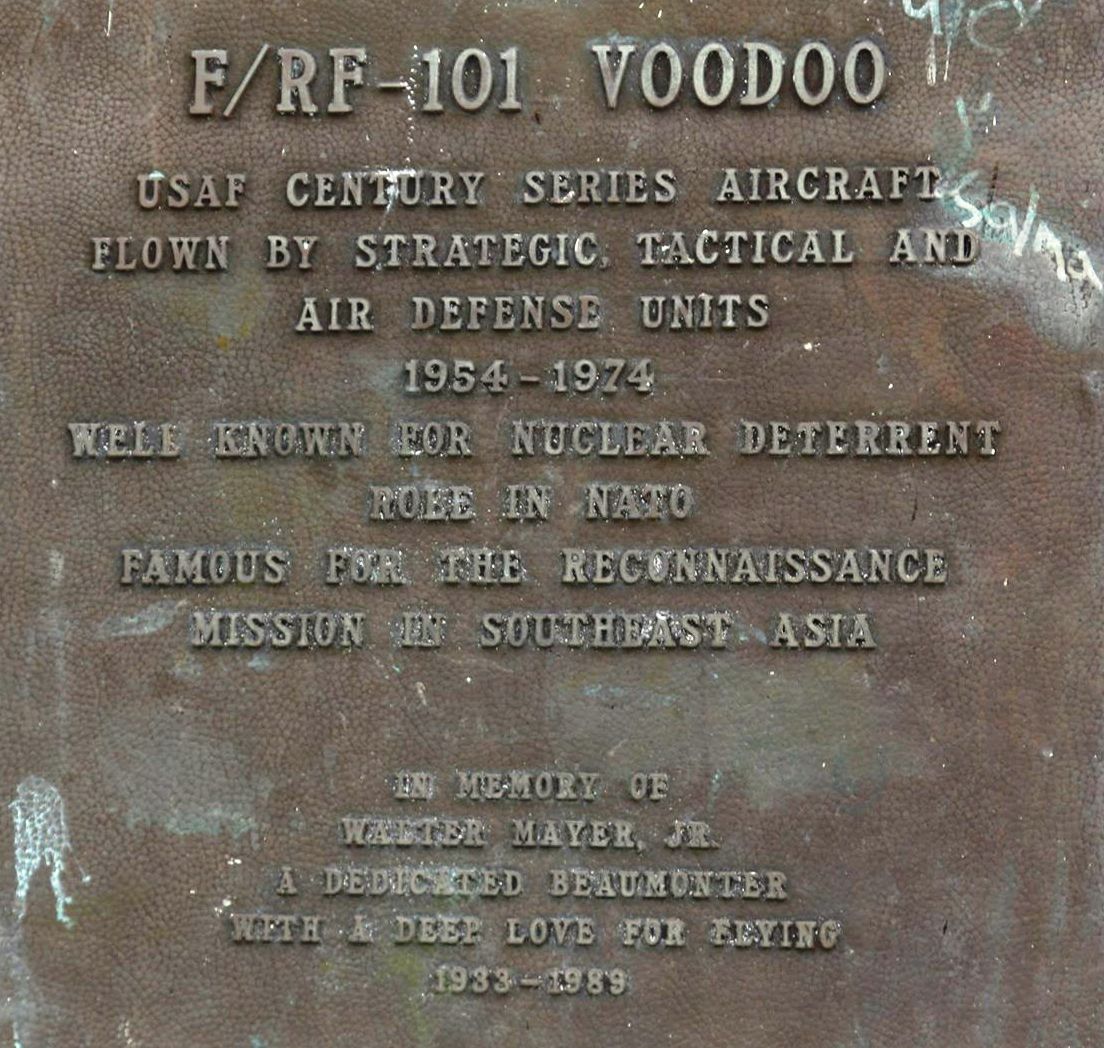 F/RF-101 VOODOO
USAF CENTURY SERIES AIRCRAFT
FLOWN BY STRATEGIC, TACTICAL AND
AIR DEFENSE UNITS
1954-1974
WELL KNOWN FOR NUCLEAR DETERRENT
ROLE IN NATO
FAMOUS FOR THE RECONNAISSANCE
MISSION IN SOUTHEAST ASIA
IN MEMORY OF
WALTER MAYER, JR.
A DEDICATED BEAUMONTER
WITH A DEEP LOVE FOR FLYING
1933-1989